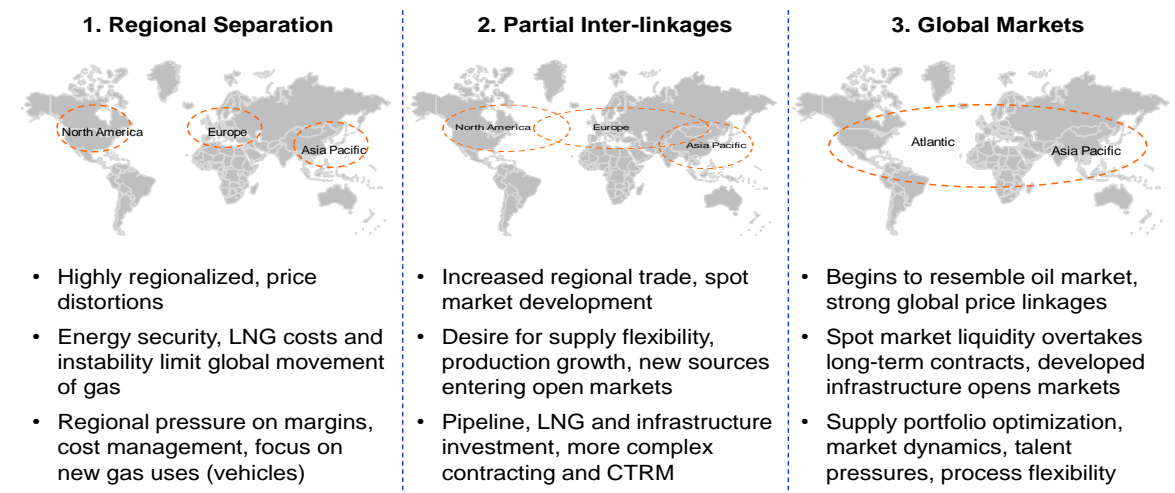 1. Regional Separation
North America
Europe
Asia Pacific
• Highly regionalized, price
distortions
• Energy security, LNG costs and
instability limit global movement
of gas
• Regional pressure on margins,
cost management, focus on
new gas uses (vehicles)
2. Partial Inter-linkages
North America
Europe
Asia Pacific
• Increased regional trade, spot
market development
• Desire for supply flexibility,
production growth, new sources
entering open markets
• Pipeline, LNG and infrastructure
investment, more complex
contracting and CTRM
3. Global Markets
Atlantic
Asia Pacific
• Begins to resemble oil market,
strong global price linkages
• Spot market liquidity overtakes
long-term contracts, developed
infrastructure opens markets
• Supply portfolio optimization,
market dynamics, talent
pressures, process flexibility